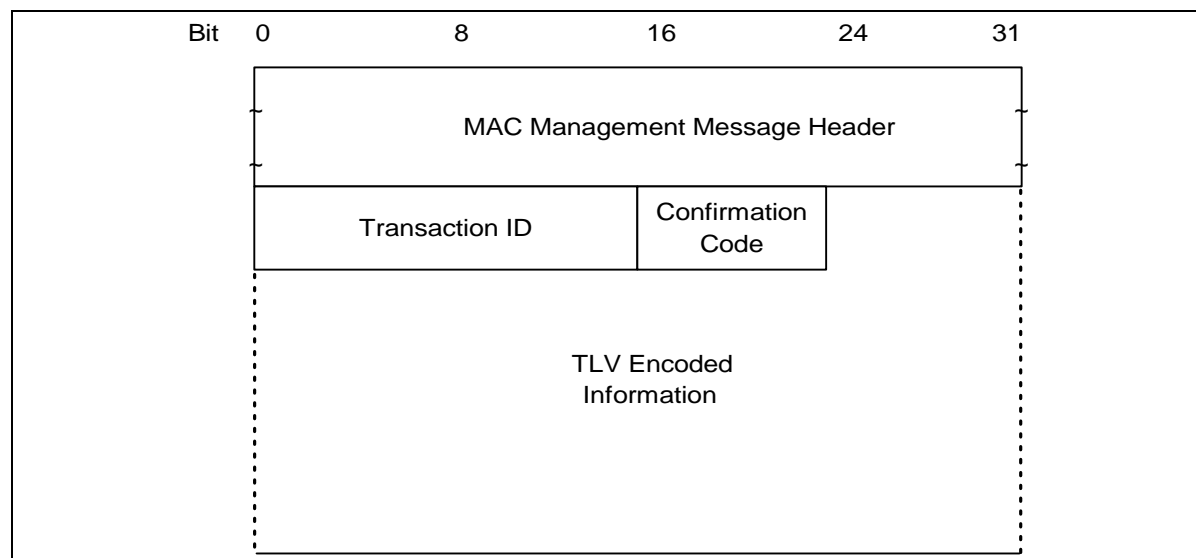 Bit 0 8 16 24 31
MAC Management Message Header
~ ~
~ ~
Transaction ID
Confirmation
Code
TLV Encoded
Information